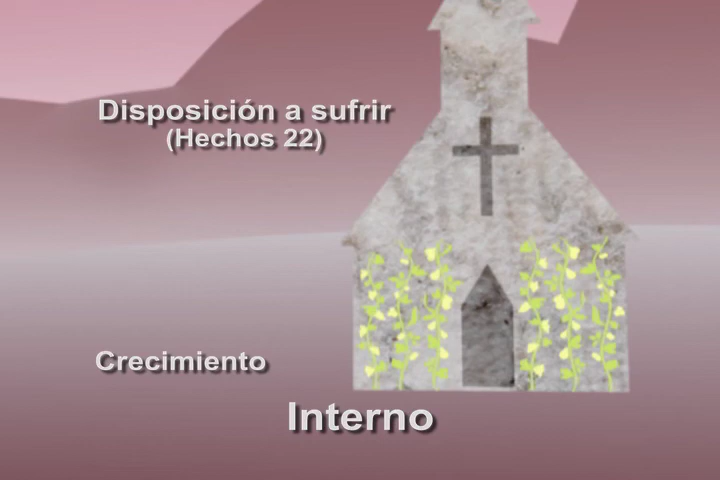 Disposición a sufrir
(Hechos 22)
Crecimiento
Interno